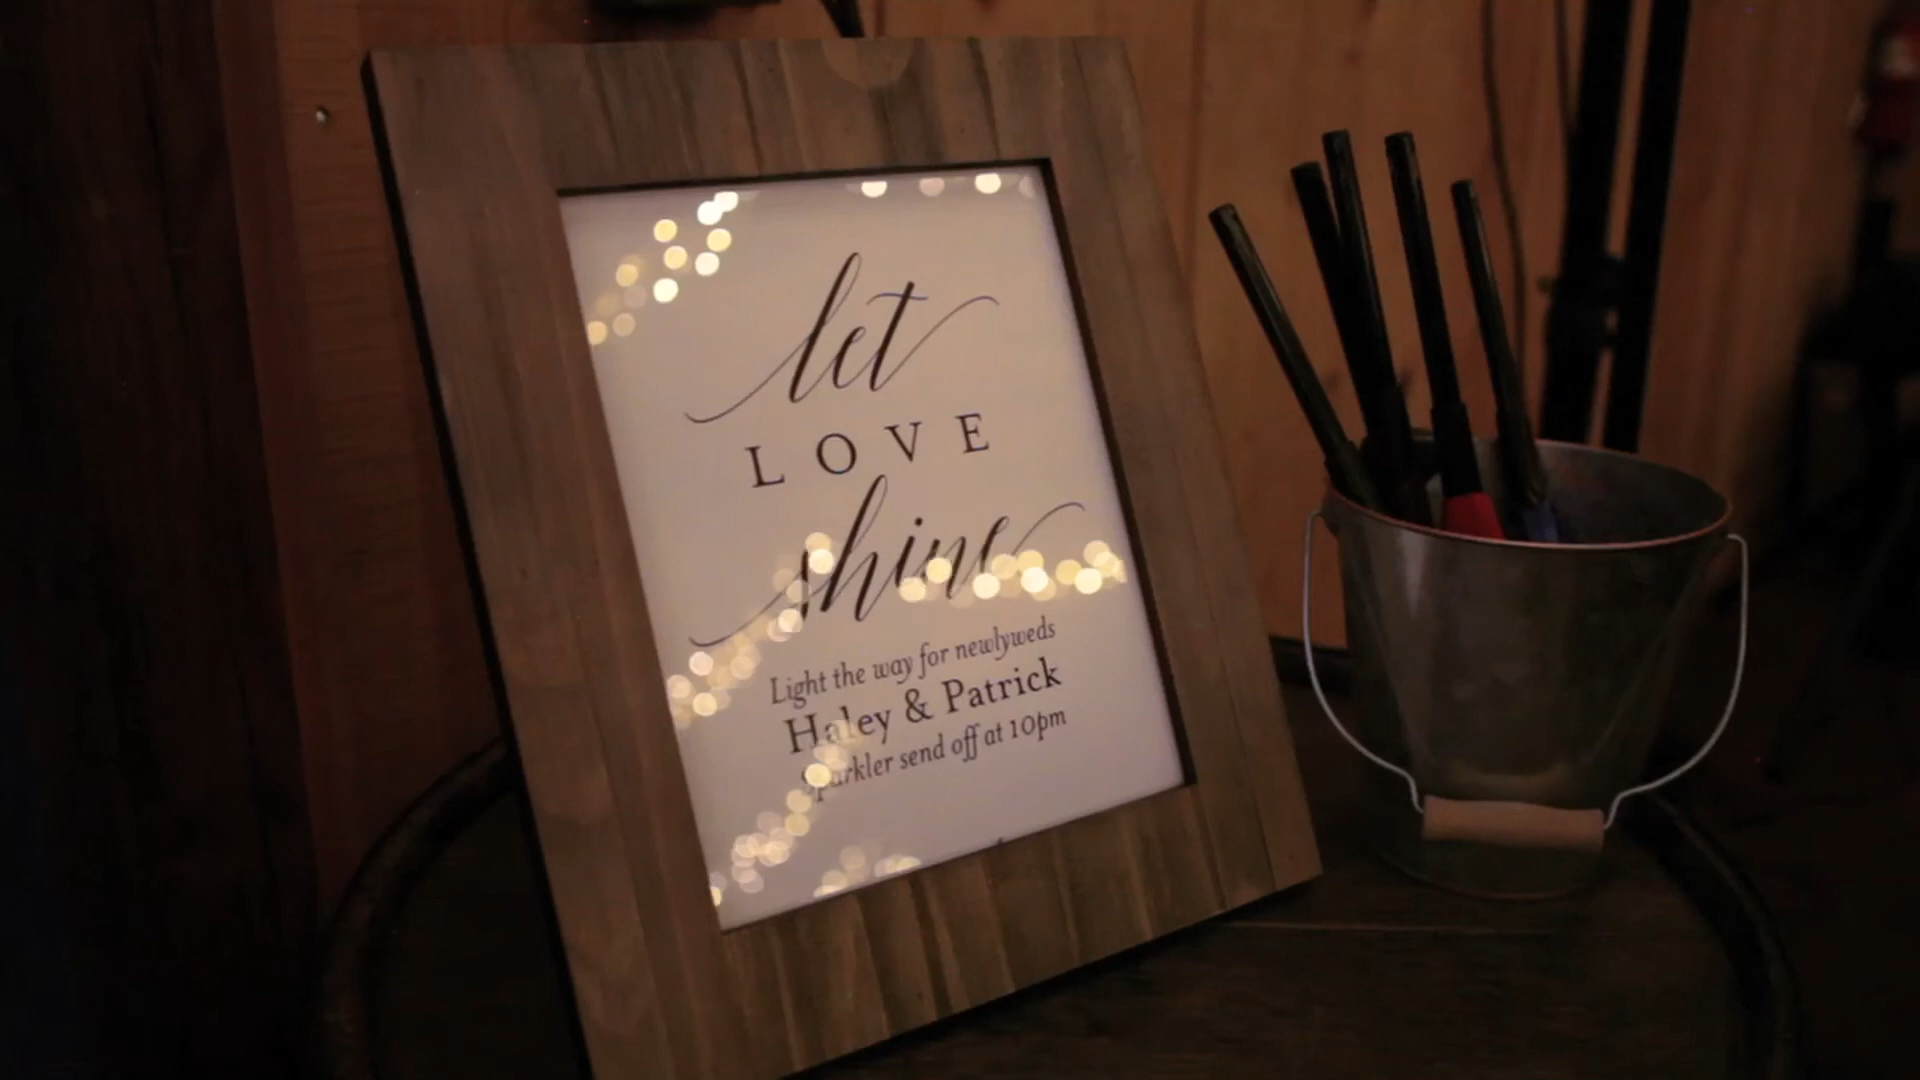 let
LOVE
shine
Light the way for newlyweds
Haley & Patrick
Sparkler send off at 10pm